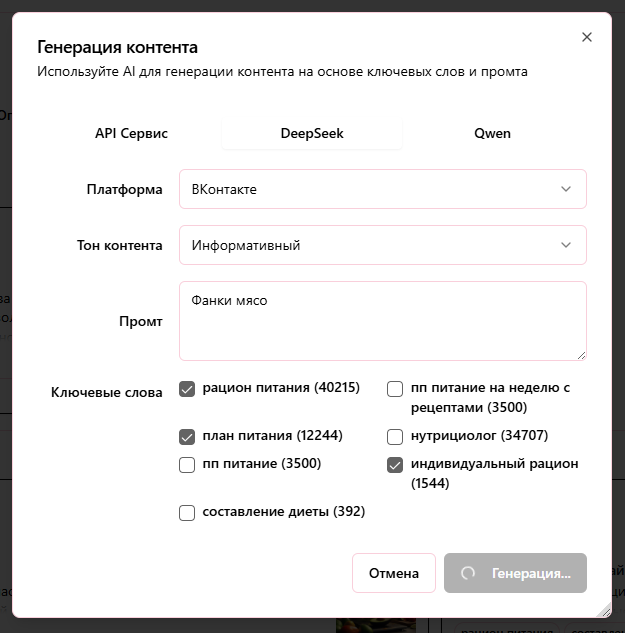 Генерация контента
Используйте AI для генерации контента на основе ключевых слов и промта
API Сервис
DeepSeek
Qwen
Платформа
ВКонтакте
Тон контента
Информативный
Промт
Фанки мясо
Ключевые слова
рацион питания (40215)
пп питание на неделю с
рецептами (3500)
план питания (12244)
нутрициолог (34707)
пп питание (3500)
индивидуальный рацион
(1544)
составление диеты (392)
Отмена
Генерация...